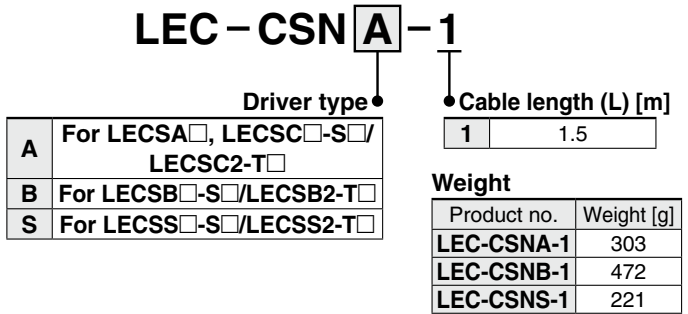 LEC-CSN A-1
Driver type
A For LECSA□, LECSC□-S□/
LECSC2-T□
B For LECSB□-S□/LECSB2-T□
S For LECSS□-S□/LECSS2-T□
Cable length (L) [m]
1 1.5
Weight
Product no. Weight [g]
LEC-CSNA-1 303
LEC-CSNB-1 472
LEC-CSNS-1 221